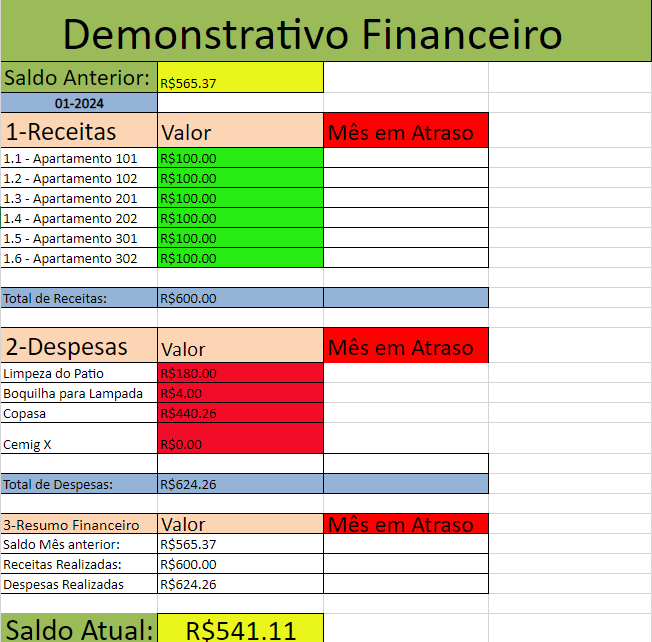 Demonstrativo Financeiro
Saldo Anterior: R$565.37
01-2024
1-Receitas Valor Mês em Atraso
1.1 - Apartamento 101 R$100.00
1.2 - Apartamento 102 R$100.00
1.3 - Apartamento 201 R$100.00
1.4 - Apartamento 202 R$100.00
1.5 - Apartamento 301 R$100.00
1.6 - Apartamento 302 R$100.00
Total de Receitas: R$600.00
2-Despesas Valor Mês em Atraso
Limpeza do Patio R$180.00
Boquilha para Lampada R$4.00
Copasa R$440.26
Cemig X R$0.00
Total de Despesas: R$624.26
3-Resumo Financeiro Valor Mês em Atraso
Saldo Mês anterior: R$565.37
Receitas Realizadas: R$600.00
Despesas Realizadas R$624.26
Saldo Atual: R$541.11